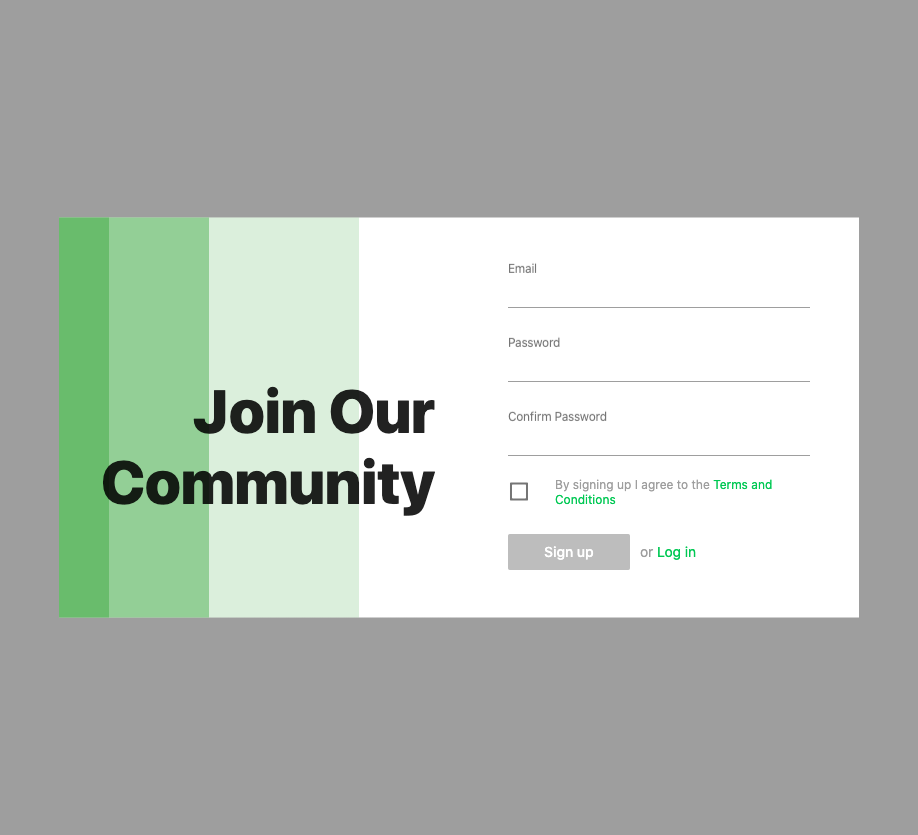 Join Our
Community
Email
Password
Confirm Password
By signing up I agree to the Terms and
Conditions
Sign up or Log in